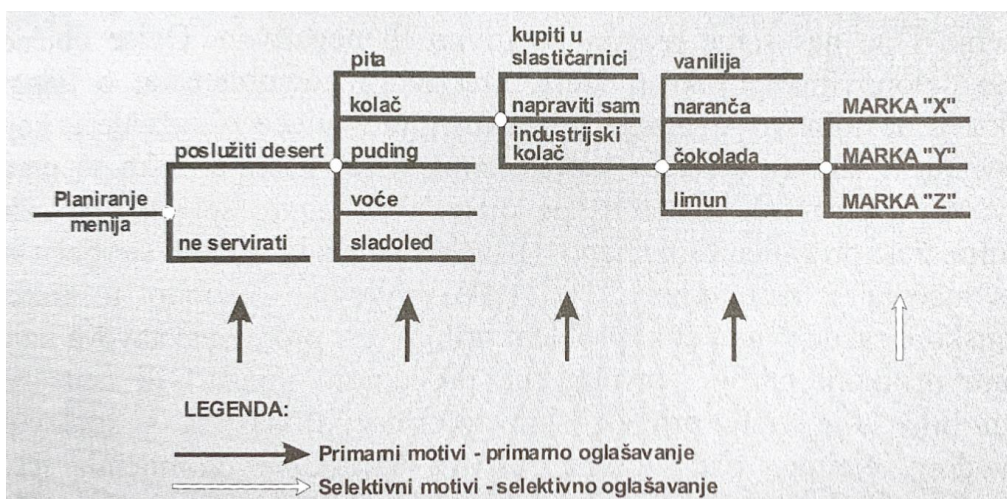 Planiranje
menija
poslužiti desert
ne servirati
pita
kolač
puding
voće
sladoled
kupiti u
slastičarnici
napraviti sam
industrijski
kolač
vanilija
naranča
čokolada
limun
MARKA "X"
MARKA "Y"
MARKA "Z"
LEGENDA:
Primarni motivi - primarno oglašavanje
Selektivni motivi - selektivno oglašavanje